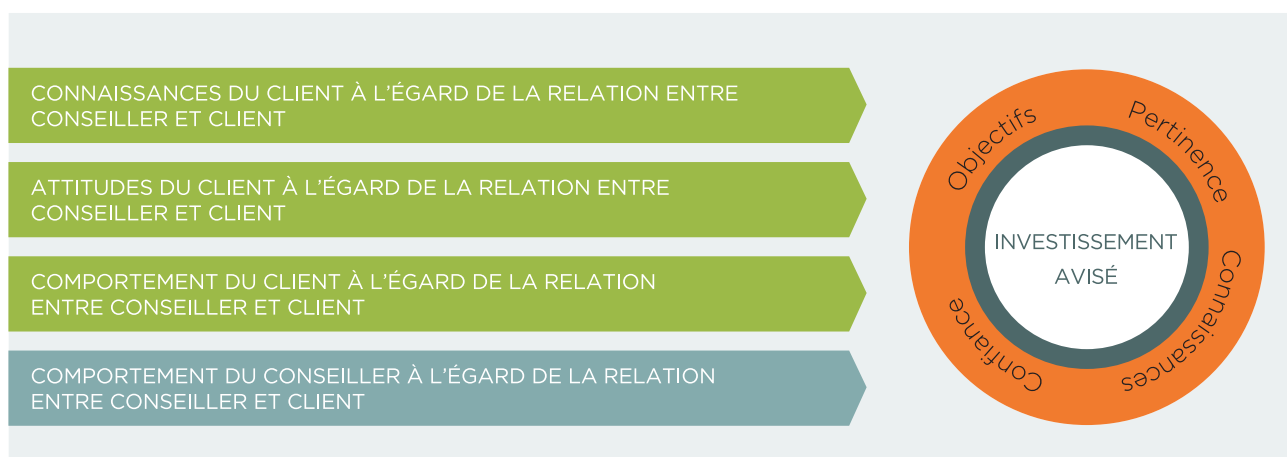 CONNAISSANCES DU CLIENT À L'ÉGARD DE LA RELATION ENTRE
CONSEILLER ET CLIENT
ATTITUDES DU CLIENT À L'ÉGARD DE LA RELATION ENTRE
CONSEILLER ET CLIENT
COMPORTEMENT DU CLIENT À L'ÉGARD DE LA RELATION
ENTRE CONSEILLER ET CLIENT
COMPORTEMENT DU CONSEILLER À L'ÉGARD DE LA RELATION
ENTRE CONSEILLER ET CLIENT
Objectifs
Pertinence
Connaissances
Confiance
INVESTISSEMENT
AVISÉ